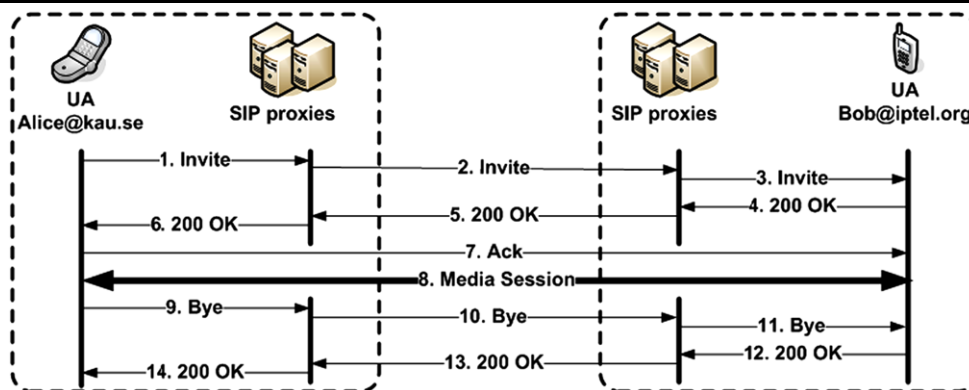 UA
Alice@kau.se
SIP proxies
SIP proxies
UA
Bob@iptel.org
1. Invite
2. Invite
3. Invite
4. 200 OK
5. 200 OK
6. 200 OK
7. Ack
8. Media Session
9. Bye
10. Bye
11. Bye
12. 200 OK
13. 200 OK
14. 200 OK